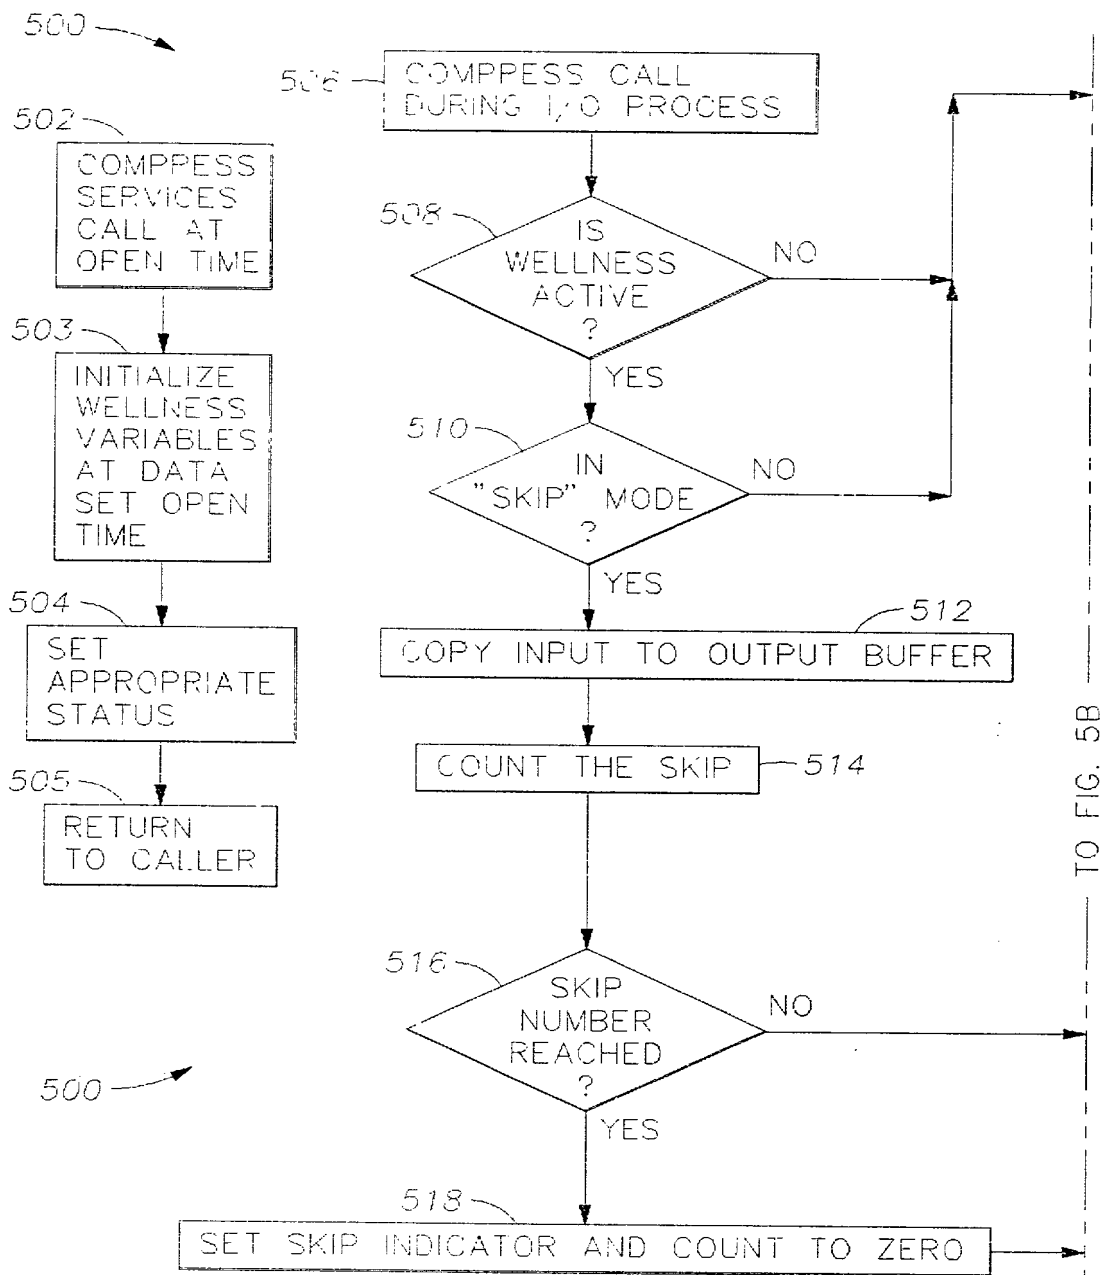 500
502
COMPPESS
SERVICES
CALL AT
OPEN TIME
503
INITIALIZE
WELLNESS
VARIABLES
AT DATA
SET OPEN
TIME
504
SET
APPROPRIATE
STATUS
505
RETURN
TO CALLER
506
COMPPESS CALL
DURING I/O PROCESS
508
IS
WELLNESS
ACTIVE
?
NO
YES
510
IN
"SKIP" MODE
?
NO
YES
512
COPY INPUT TO OUTPUT BUFFER
COUNT THE SKIP
514
516
SKIP
NUMBER
REACHED
?
NO
YES
500
518
SET SKIP INDICATOR AND COUNT TO ZERO
TO FIG. 5B